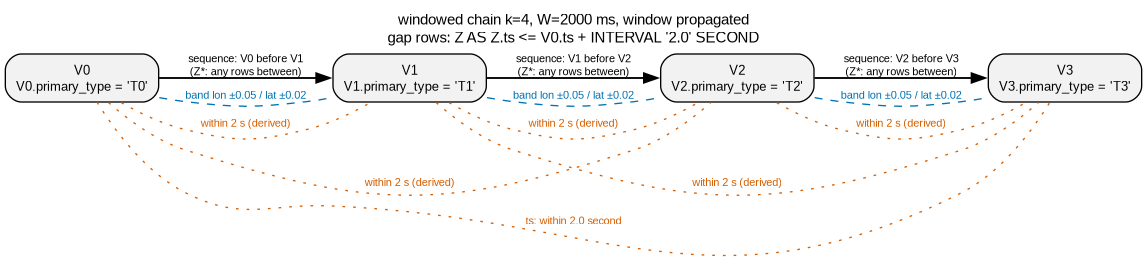 windowed chain k=4, W=2000 ms, window propagated
gap rows: Z AS Z.ts <= V0.ts + INTERVAL '2.0' SECOND
V0
V0.primary_type = 'T0'
sequence: V0 before V1
(Z*: any rows between)
band lon ±0.05 / lat ±0.02
V1
V1.primary_type = 'T1'
sequence: V1 before V2
(Z*: any rows between)
band lon ±0.05 / lat ±0.02
V2
V2.primary_type = 'T2'
sequence: V2 before V3
(Z*: any rows between)
band lon ±0.05 / lat ±0.02
V3
V3.primary_type = 'T3'
within 2 s (derived)
within 2 s (derived)
within 2 s (derived)
within 2 s (derived)
within 2 s (derived)
ts: within 2.0 second